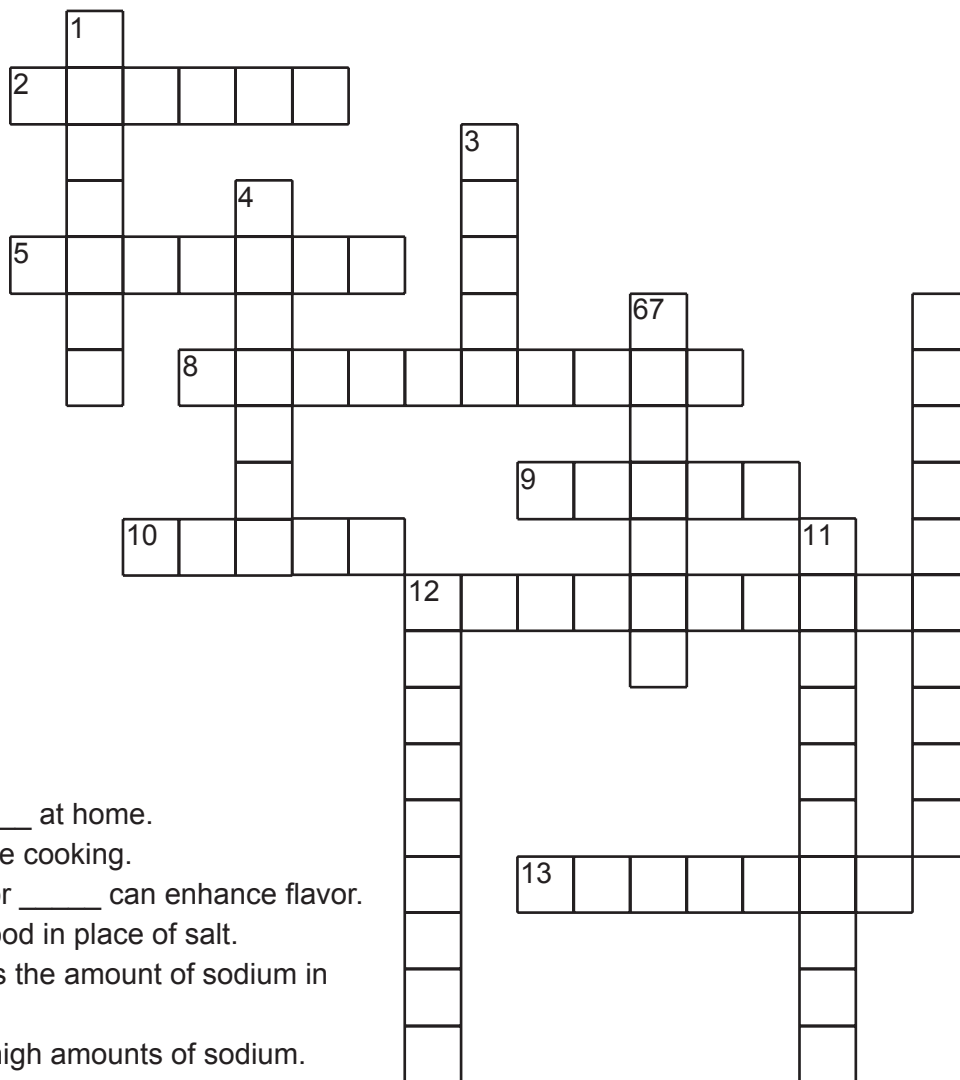 1
2
3
4
5
67
8
9
10 11
12
13
__ at home.
e cooking.
r _____ can enhance flavor.
ood in place of salt.
s the amount of sodium in
high amounts of sodium.